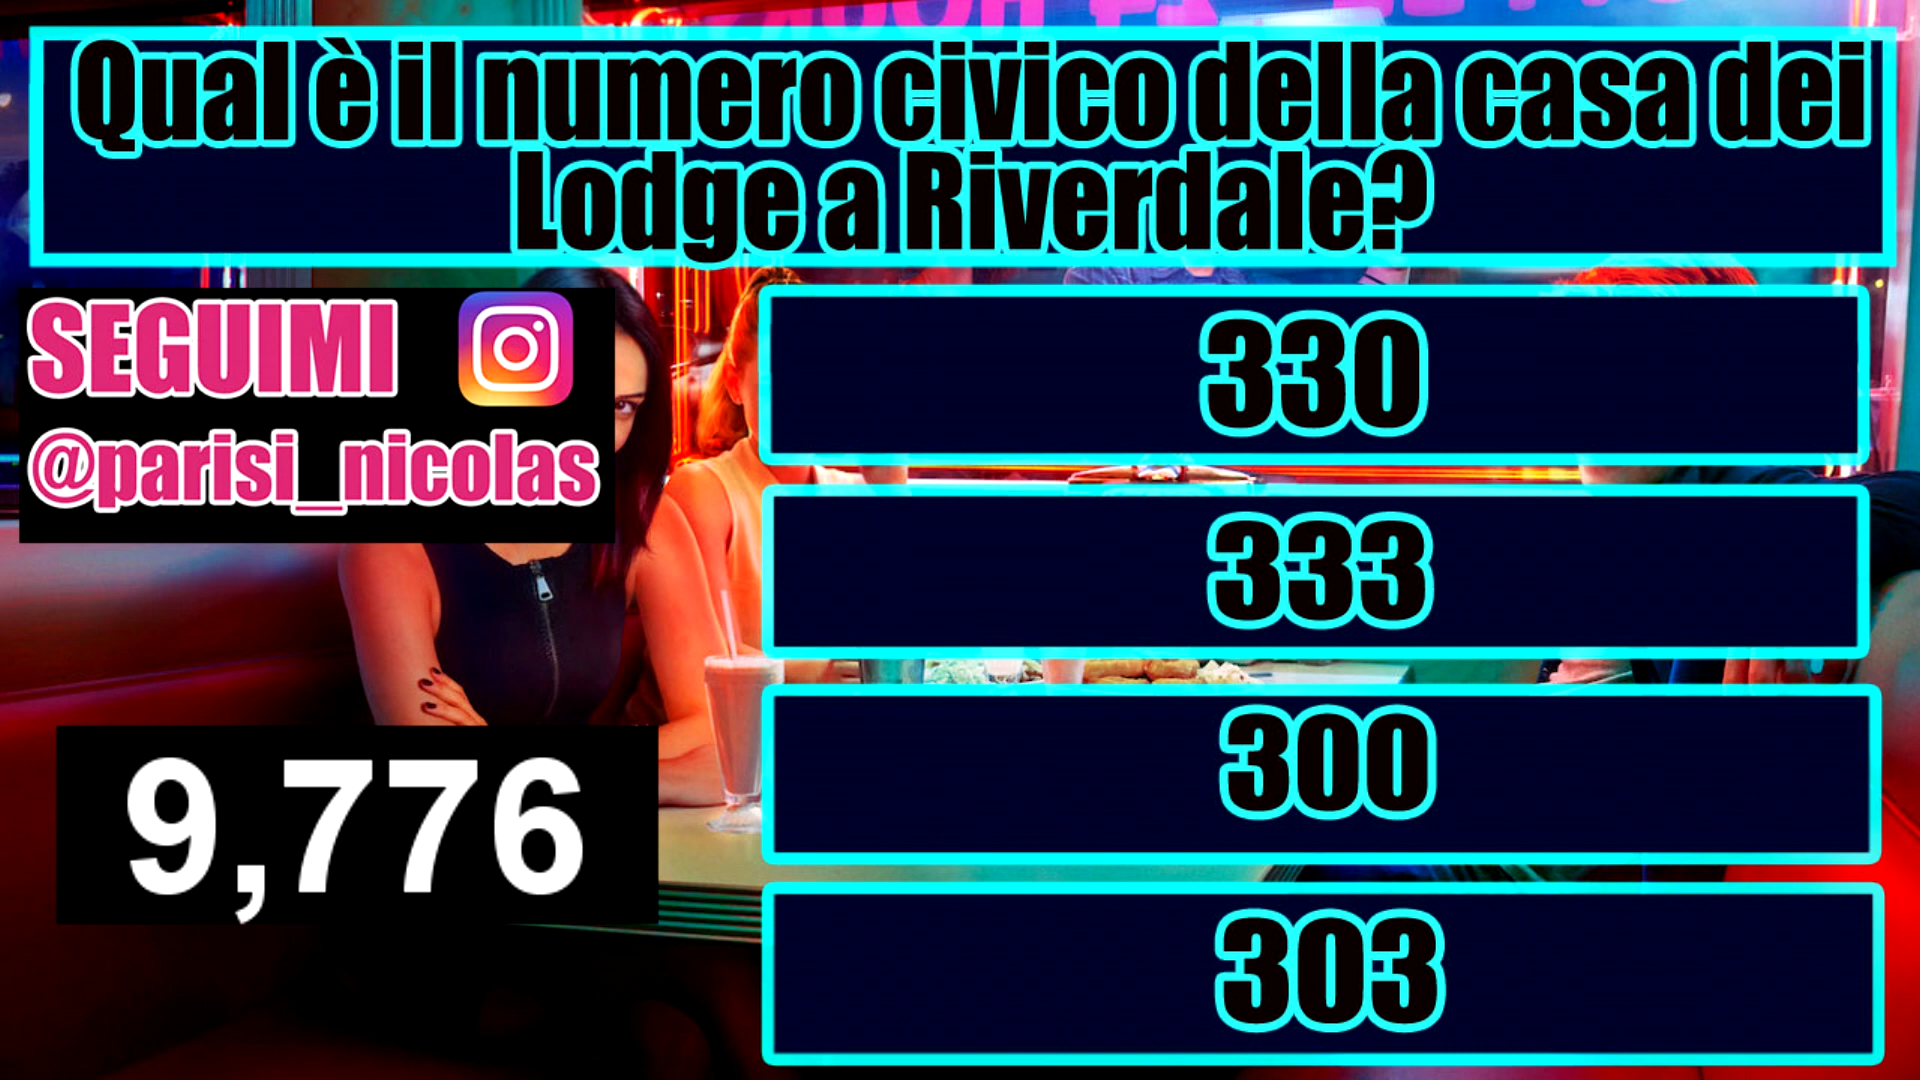 Qual è il numero civico della casa dei
Lodge a Riverdale?
SEGUIMI
@parisi_nicolas
330
333
300
303
9,776